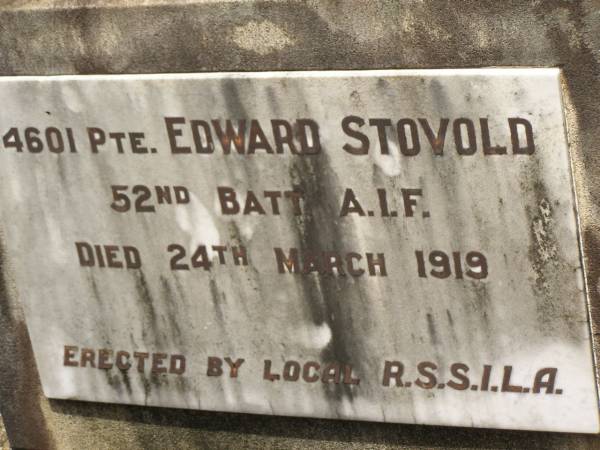 4601 PTE. EDWARD STOVOLD
52ND BATT A.I.F.
DIED 24TH MARCH 1919
ERECTED BY LOCAL R.S.S.I.L.A.